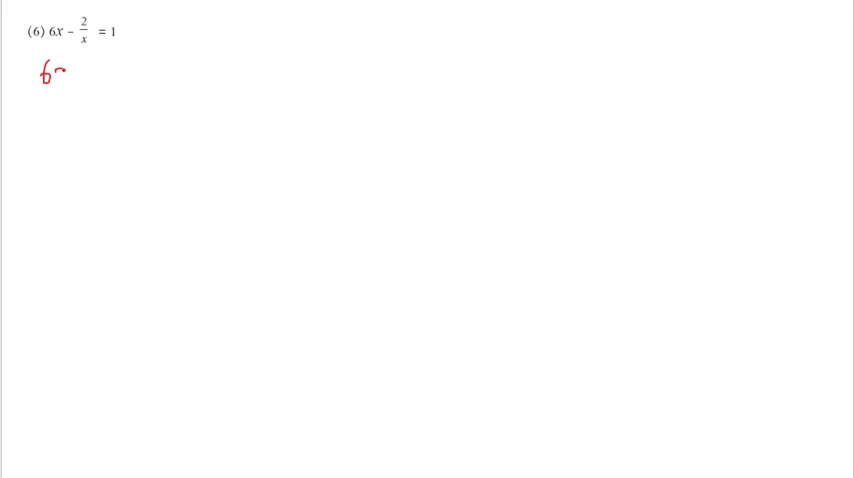 (6) 6x - 2/x = 1
6